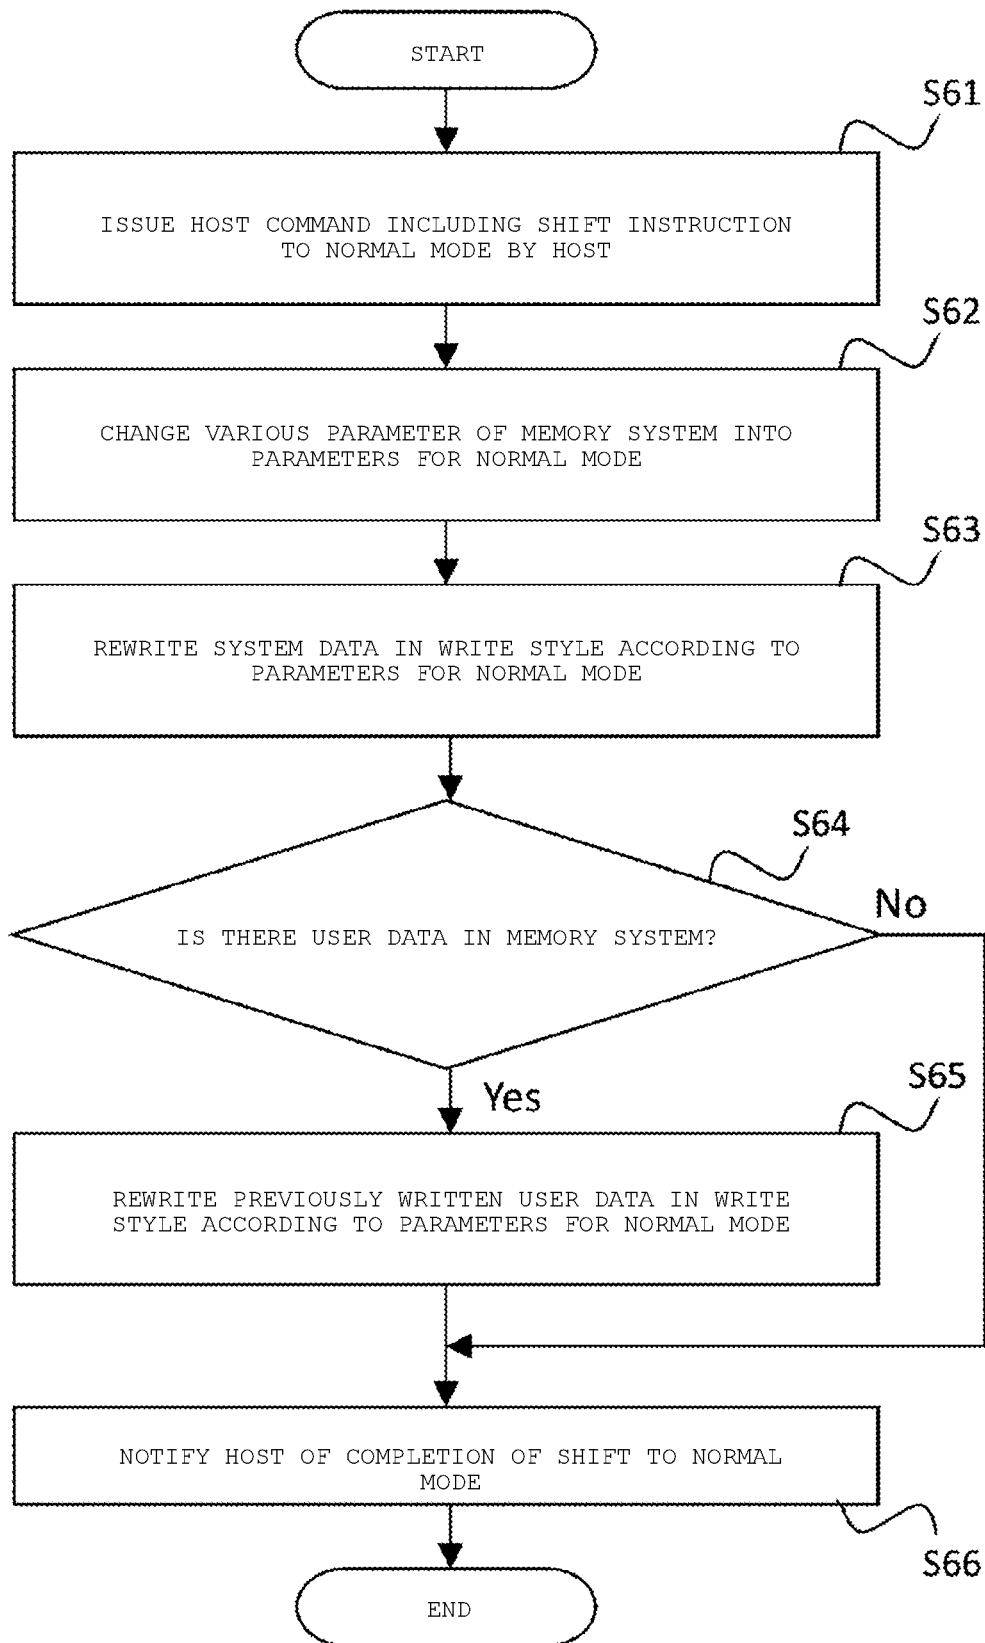 START
S61
ISSUE HOST COMMAND INCLUDING SHIFT INSTRUCTION
TO NORMAL MODE BY HOST
S62
CHANGE VARIOUS PARAMETER OF MEMORY SYSTEM INTO
PARAMETERS FOR NORMAL MODE
S63
REWRITE SYSTEM DATA IN WRITE STYLE ACCORDING TO
PARAMETERS FOR NORMAL MODE
S64
No
IS THERE USER DATA IN MEMORY SYSTEM?
Yes
S65
REWRITE PREVIOUSLY WRITTEN USER DATA IN WRITE
STYLE ACCORDING TO PARAMETERS FOR NORMAL MODE
NOTIFY HOST OF COMPLETION OF SHIFT TO NORMAL
MODE
S66
END